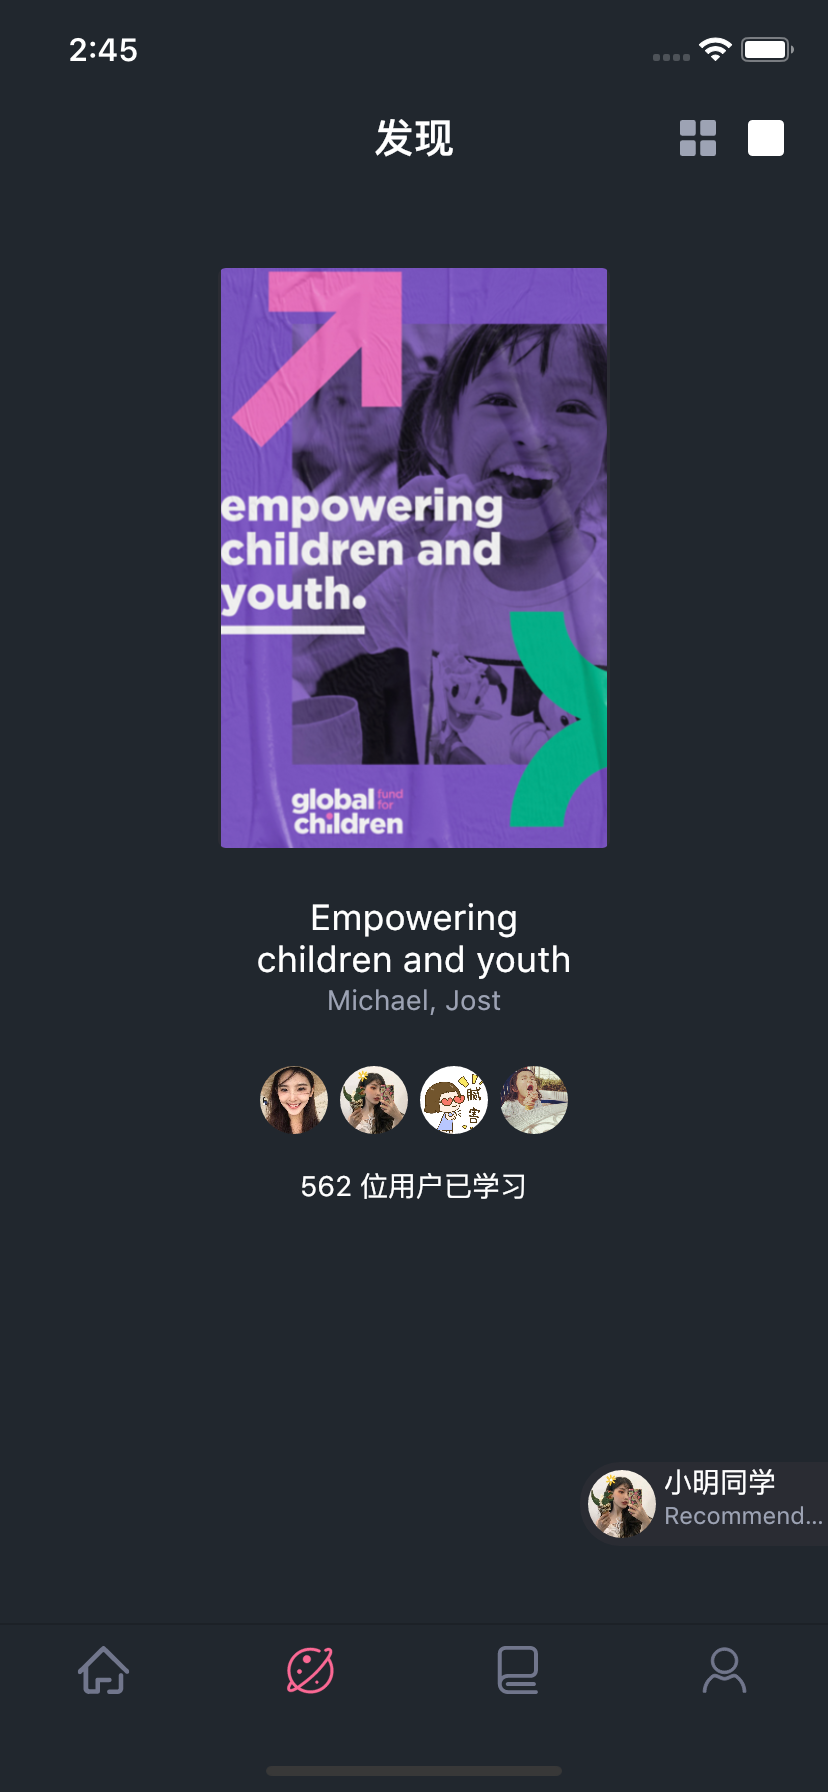 2:45
发现
empowering
children and
youth.
global fund
for
children
Empowering
children and youth
Michael, Jost
腻
害
562 位用户已学习
小明同学
Recommend...